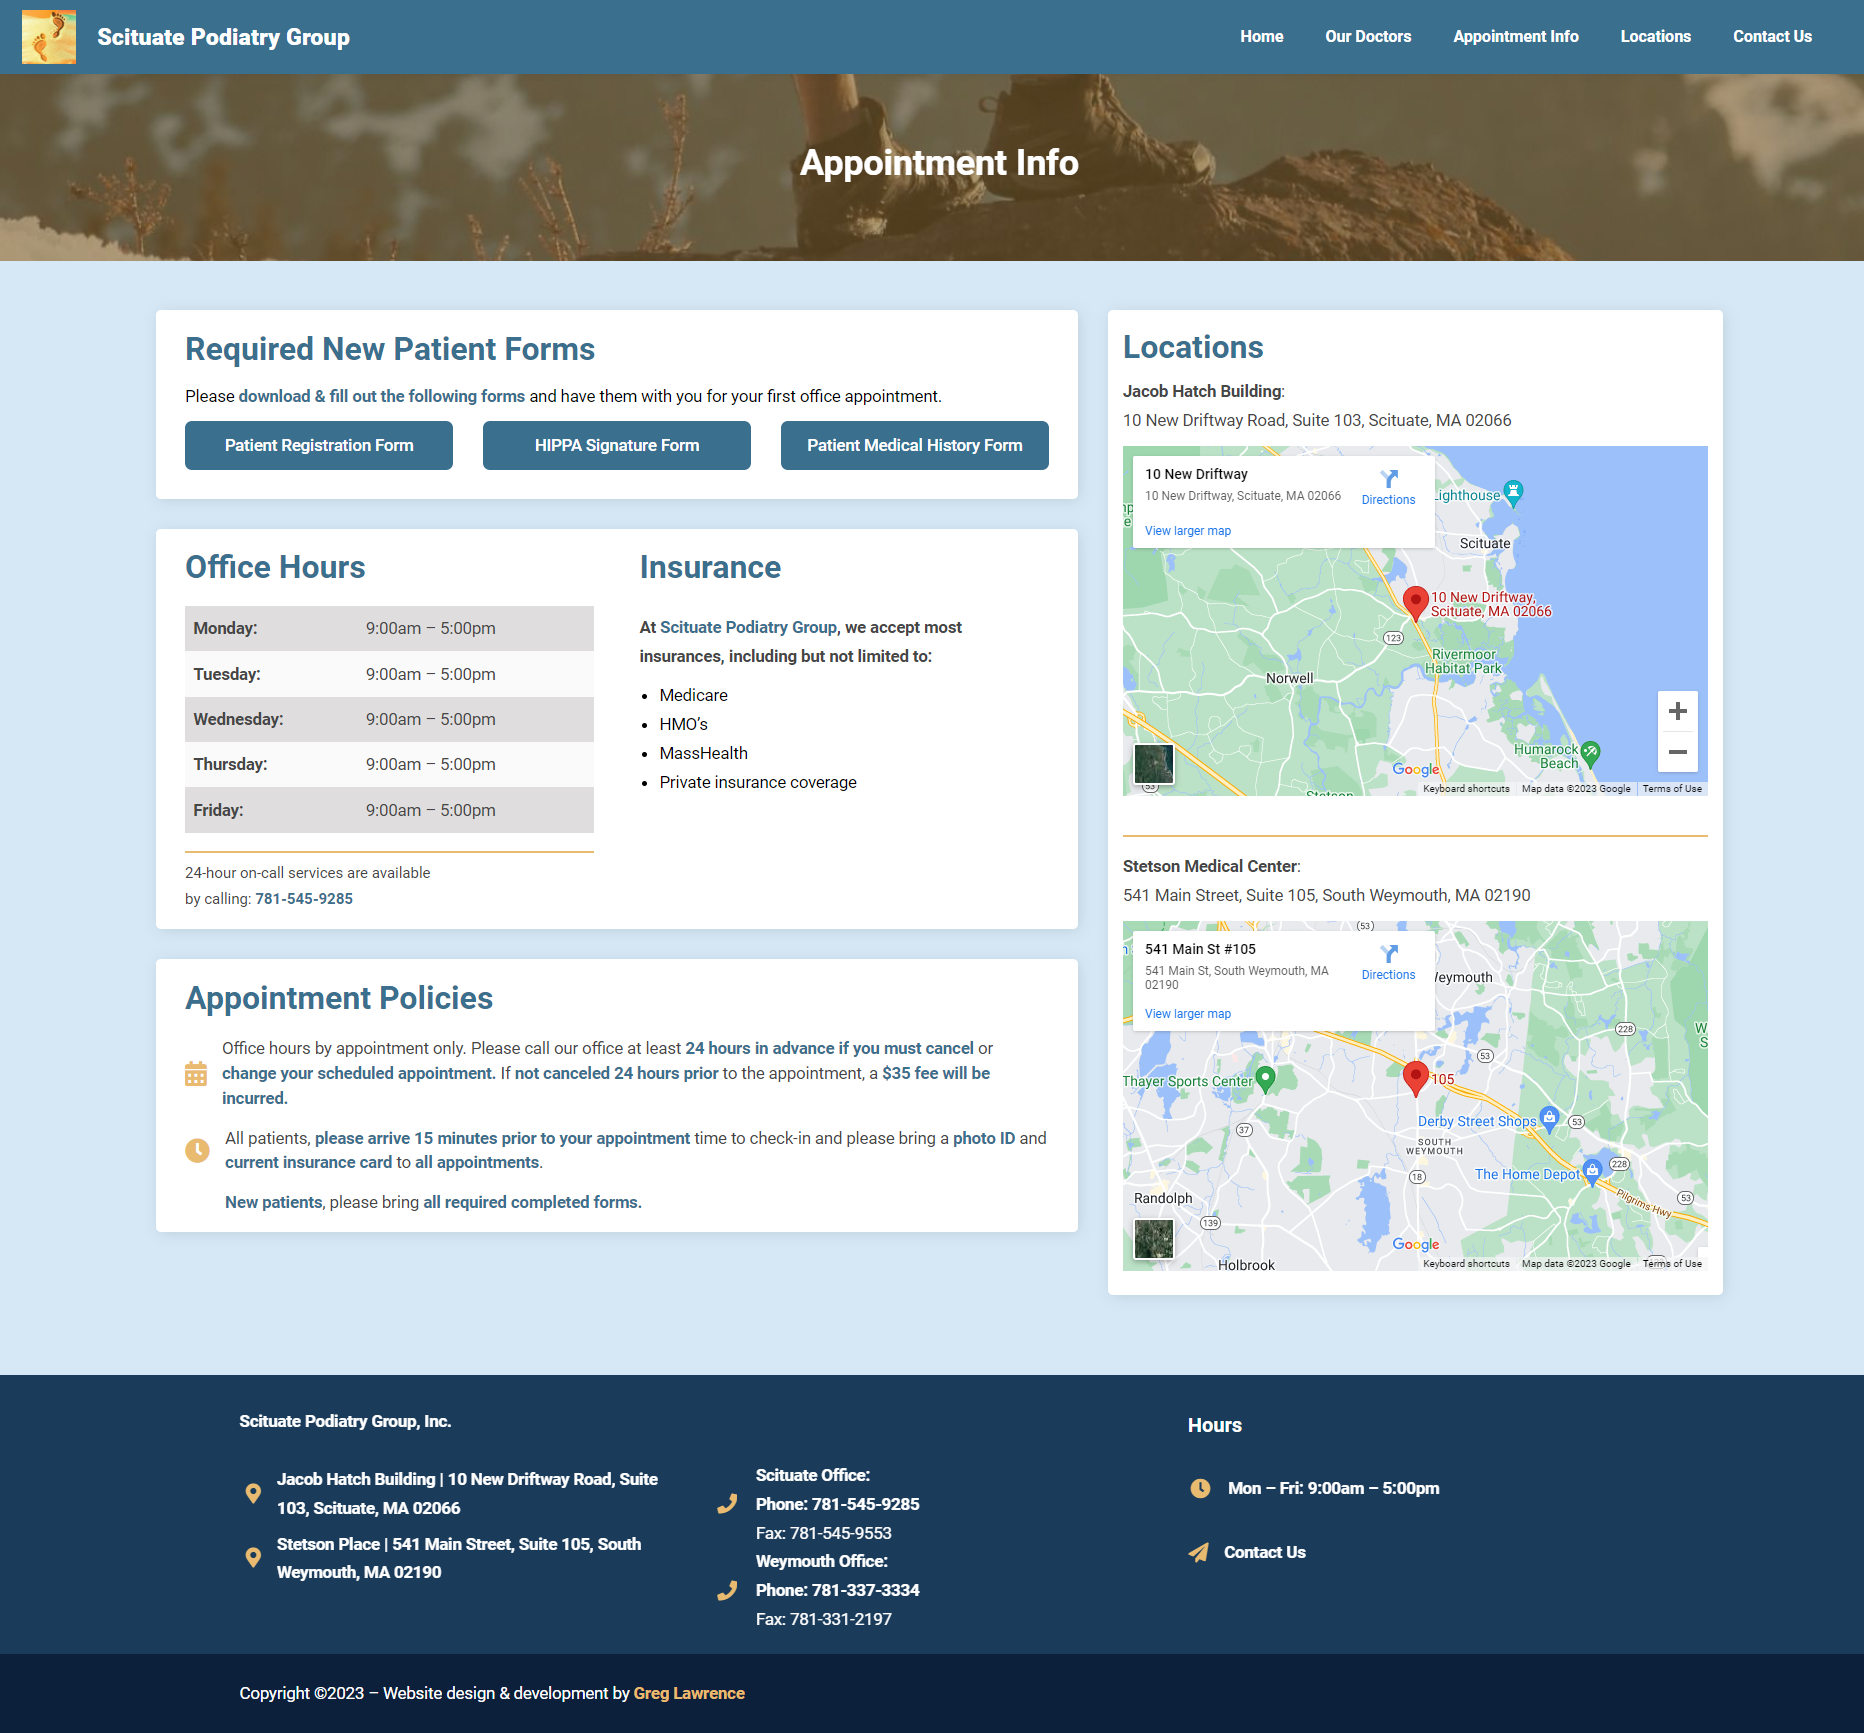 Scituate Podiatry Group
Home
Our Doctors
Appointment Info
Locations
Contact Us
Appointment Info
Required New Patient Forms
Please download & fill out the following forms and have them with you for your first office appointment.
Patient Registration Form
HIPPA Signature Form
Patient Medical History Form
Office Hours
Monday: 9:00am – 5:00pm
Tuesday: 9:00am – 5:00pm
Wednesday: 9:00am – 5:00pm
Thursday: 9:00am – 5:00pm
Friday: 9:00am – 5:00pm
24-hour on-call services are available
by calling: 781-545-9285
Insurance
At Scituate Podiatry Group, we accept most
insurances, including but not limited to:
• Medicare
• HMO’s
• MassHealth
• Private insurance coverage
Appointment Policies
Office hours by appointment only. Please call our office at least 24 hours in advance if you must cancel or
change your scheduled appointment. If not canceled 24 hours prior to the appointment, a $35 fee will be
incurred.
All patients, please arrive 15 minutes prior to your appointment time to check-in and please bring a photo ID and
current insurance card to all appointments.
New patients, please bring all required completed forms.
Locations
Jacob Hatch Building:
10 New Driftway Road, Suite 103, Scituate, MA 02066
10 New Driftway
10 New Driftway, Scituate, MA 02066
Directions
View larger map
Lighthouse
Scituate
10 New Driftway,
Scituate, MA 02066
123
Rivermoor
Habitat Park
Norwell
Humarock
Beach
53
Google
Stetson
Keyboard shortcuts
Map data ©2023 Google
Terms of Use
Stetson Medical Center:
541 Main Street, Suite 105, South Weymouth, MA 02190
53
541 Main St #105
541 Main St, South Weymouth, MA
02190
Directions
View larger map
Weymouth
228
53
Thayer Sports Center
105
Derby Street Shops
53
37
SOUTH
WEYMOUTH
228
The Home Depot
18
Pilgrims Hwy
53
Randolph
139
Google
Holbrook
Keyboard shortcuts
Map data ©2023 Google
Terms of Use
Scituate Podiatry Group, Inc.
Jacob Hatch Building | 10 New Driftway Road, Suite
103, Scituate, MA 02066
Stetson Place | 541 Main Street, Suite 105, South
Weymouth, MA 02190
Scituate Office:
Phone: 781-545-9285
Fax: 781-545-9553
Weymouth Office:
Phone: 781-337-3334
Fax: 781-331-2197
Hours
Mon – Fri: 9:00am – 5:00pm
Contact Us
Copyright ©2023 – Website design & development by Greg Lawrence